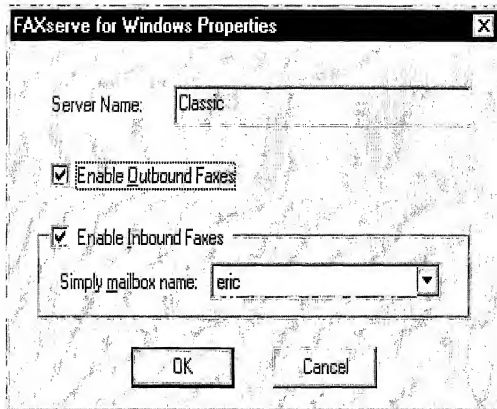 FAXserve for Windows Properties
Server Name: Classic
Enable Outbound Faxes
Enable Inbound Faxes
Simply mailbox name: eric
OK Cancel